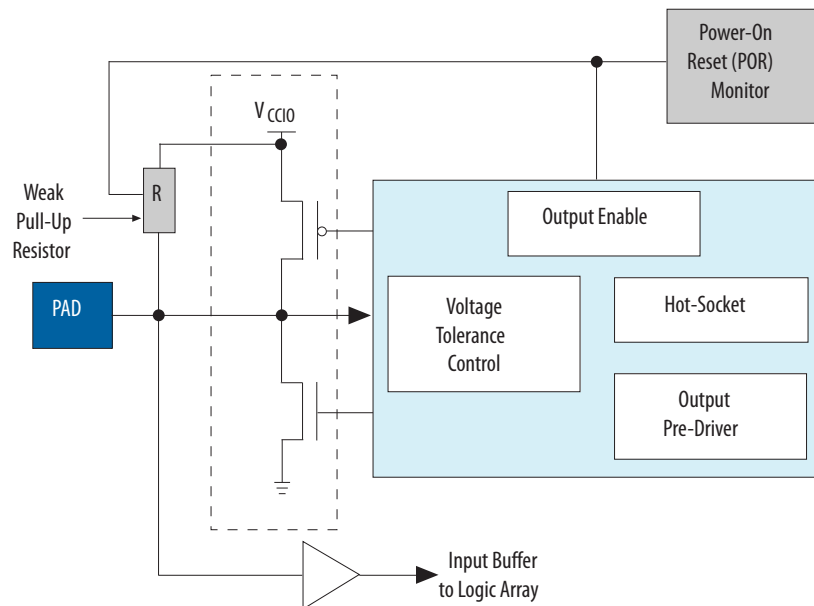 Power-On
Reset (POR)
Monitor
V CCIO
R
Weak
Pull-Up
Resistor
Output Enable
PAD
Voltage
Tolerance
Control
Hot-Socket
Output
Pre-Driver
Input Buffer
to Logic Array